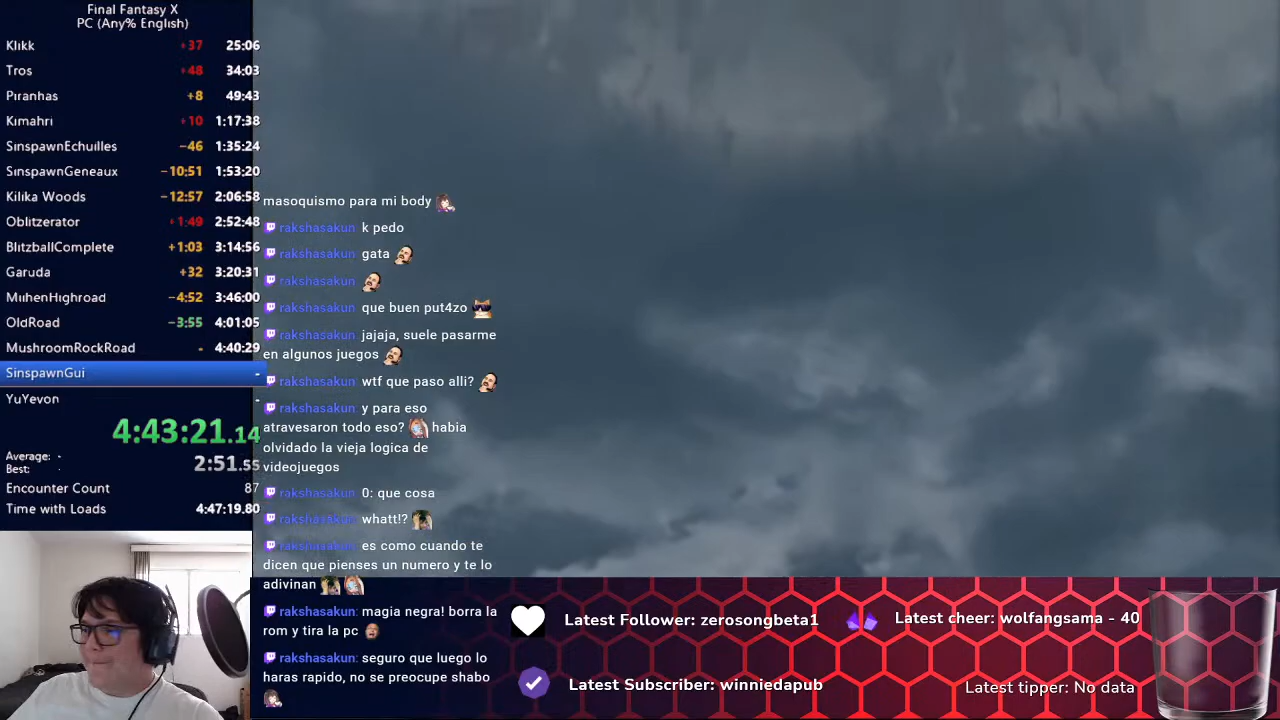 Final Fantasy X
PC (Any% English)
Klikk +37 25:06
Tros +48 34:03
Piranhas +8 49:43
Kimahri +10 1:17:38
SinspawnEchuilles −46 1:35:24
SinspawnGeneaux −10:51 1:53:20
Kilika Woods −12:57 2:06:58
Oblitzerator +1:49 2:52:48
BlitzballComplete +1:03 3:14:56
Garuda +32 3:20:31
MiihenHighroad −4:52 3:46:00
OldRoad −3:55 4:01:05
MushroomRockRoad - 4:40:29
SinspawnGui -
YuYevon -
4:43:21.14
Average: -
Best: -
2:51.55
Encounter Count 87
Time with Loads 4:47:19.80
masoquismo para mi body
rakshasakun k pedo
rakshasakun gata
rakshasakun
rakshasakun que buen put4zo
rakshasakun jajaja, suele pasarme
en algunos juegos
rakshasakun wtf que paso alli?
rakshasakun y para eso
atravesaron todo eso? habia
olvidado la vieja logica de
videojuegos
rakshasakun 0: que cosa
rakshasakun whatt!?
rakshasakun es como cuando te
dicen que pienses un numero y te lo
adivinan
rakshasakun: magia negra! borra la
rom y tira la pc
rakshasakun: seguro que luego lo
haras rapido, no se preocupe shabo
Latest Follower: zerosongbeta1
Latest cheer: wolfangsama - 40
Latest Subscriber: winniedapub
Latest tipper: No data